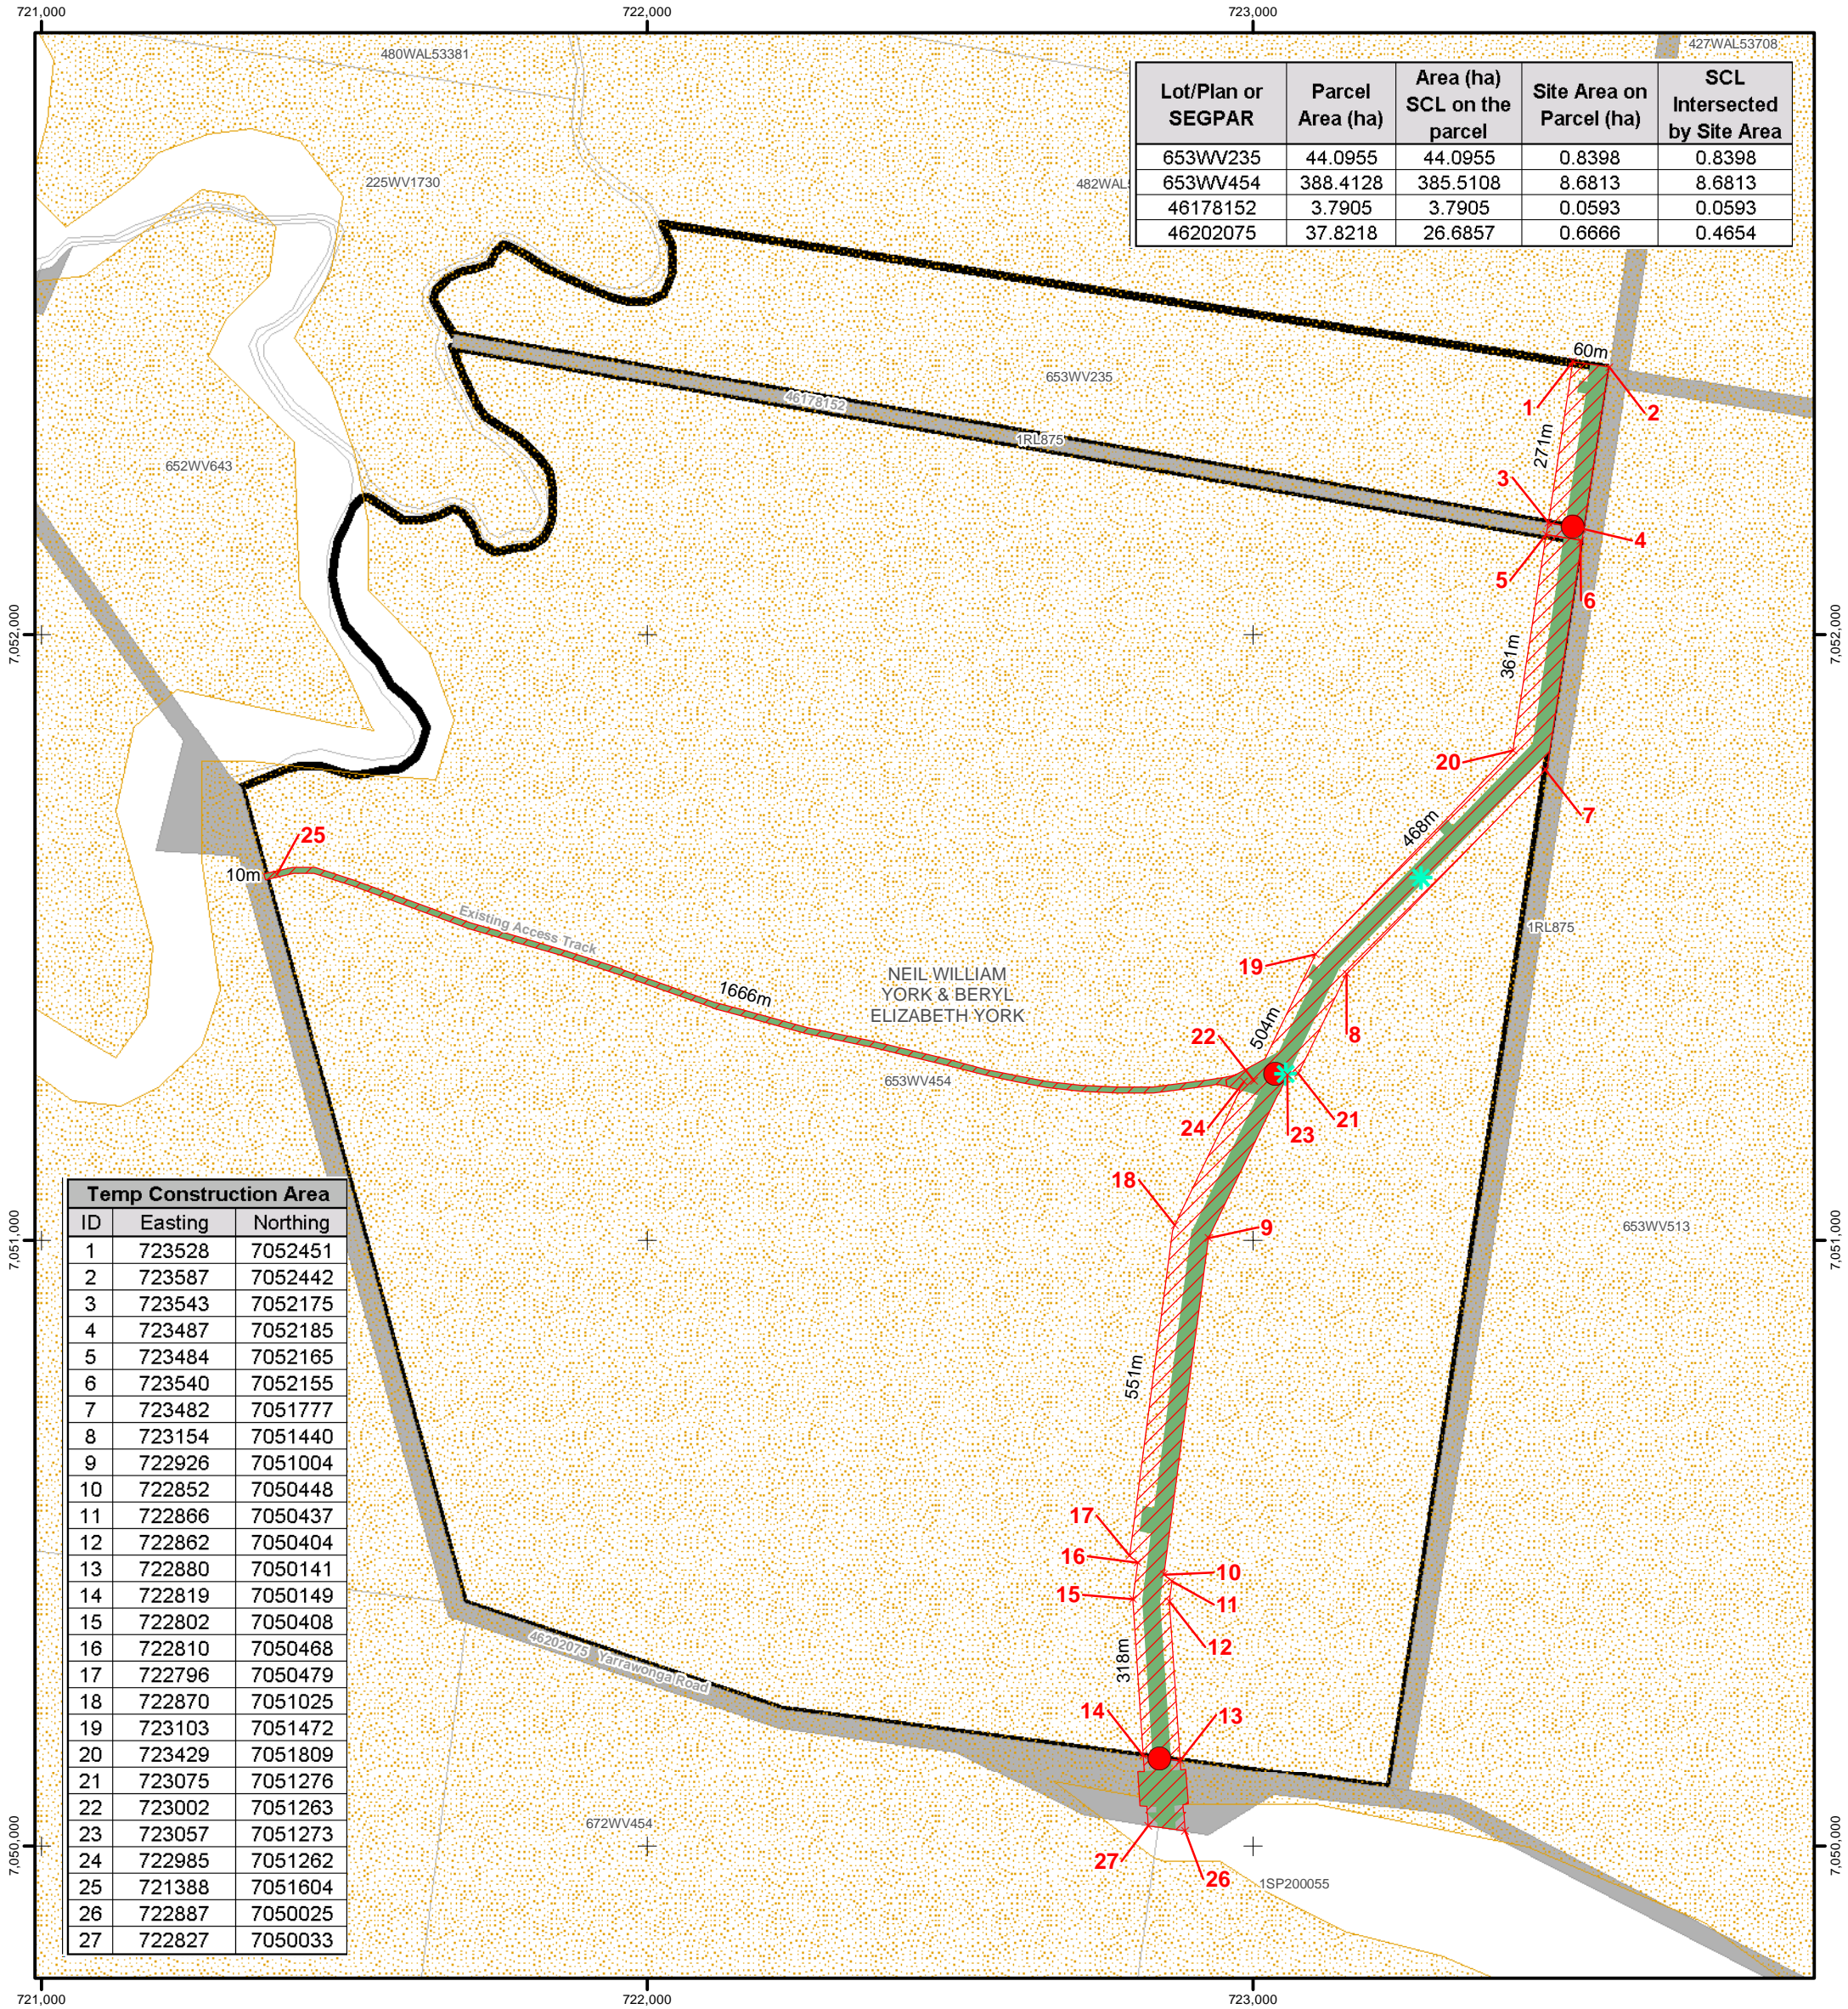 721,000
722,000
723,000
480WAL53381
427WAL53708
Lot/Plan or SEGPAR | Parcel Area (ha) | Area (ha) SCL on the parcel | Site Area on Parcel (ha) | SCL Intersected by Site Area
653WV235 | 44.0955 | 44.0955 | 0.8398 | 0.8398
653WV454 | 388.4128 | 385.5108 | 8.6813 | 8.6813
46178152 | 3.7905 | 3.7905 | 0.0593 | 0.0593
46202075 | 37.8218 | 26.6857 | 0.6666 | 0.4654
225WV1730
482WAL
60m
653WV235
1
2
46178152
1RL875
271m
652WV643
3
4
5
6
7,052,000
7,052,000
361m
20
7
468m
25
10m
Existing Access Track
1RL875
19
NEIL WILLIAM
YORK & BERYL
ELIZABETH YORK
1666m
504m
22
8
653WV454
24
21
23
18
9
653WV513
7,051,000
7,051,000
Temp Construction Area
ID | Easting | Northing
1 | 723528 | 7052451
2 | 723587 | 7052442
3 | 723543 | 7052175
4 | 723487 | 7052185
5 | 723484 | 7052165
6 | 723540 | 7052155
7 | 723482 | 7051777
8 | 723154 | 7051440
9 | 722926 | 7051004
10 | 722852 | 7050448
11 | 722866 | 7050437
12 | 722862 | 7050404
13 | 722880 | 7050141
14 | 722819 | 7050149
15 | 722802 | 7050408
16 | 722810 | 7050468
17 | 722796 | 7050479
18 | 722870 | 7051025
19 | 723103 | 7051472
20 | 723429 | 7051809
21 | 723075 | 7051276
22 | 723002 | 7051263
23 | 723057 | 7051273
24 | 722985 | 7051262
25 | 721388 | 7051604
26 | 722887 | 7050025
27 | 722827 | 7050033
551m
17
16
10
15
11
12
46202075 Yarrawonga Road
318m
14
13
672WV454
7,050,000
7,050,000
27
26
1SP200055
721,000
722,000
723,000